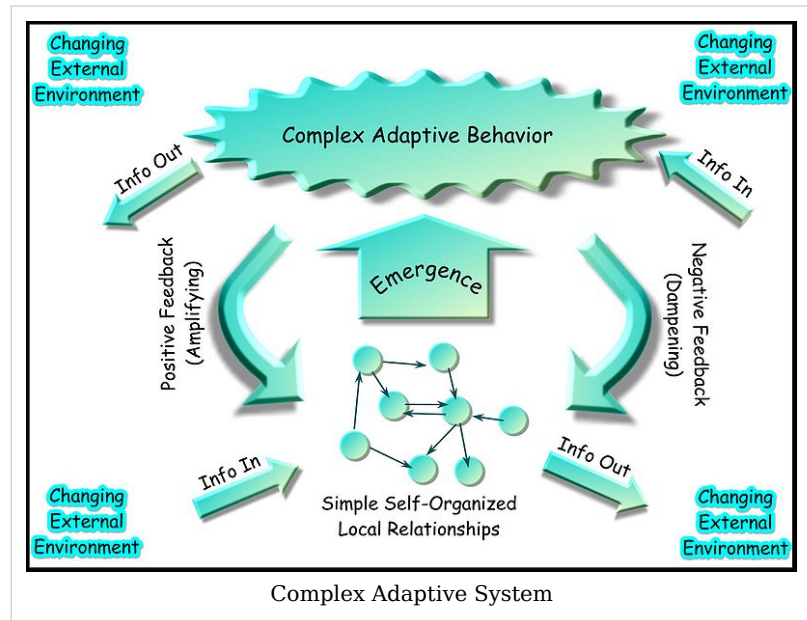 Changing
External
Environment
Changing
External
Environment
Complex Adaptive Behavior
Info Out
Info In
Positive Feedback
(Amplifying)
Emergence
Negative Feedback
(Dampening)
Info In
Info Out
Simple Self-Organized
Local Relationships
Changing
External
Environment
Changing
External
Environment
Complex Adaptive System